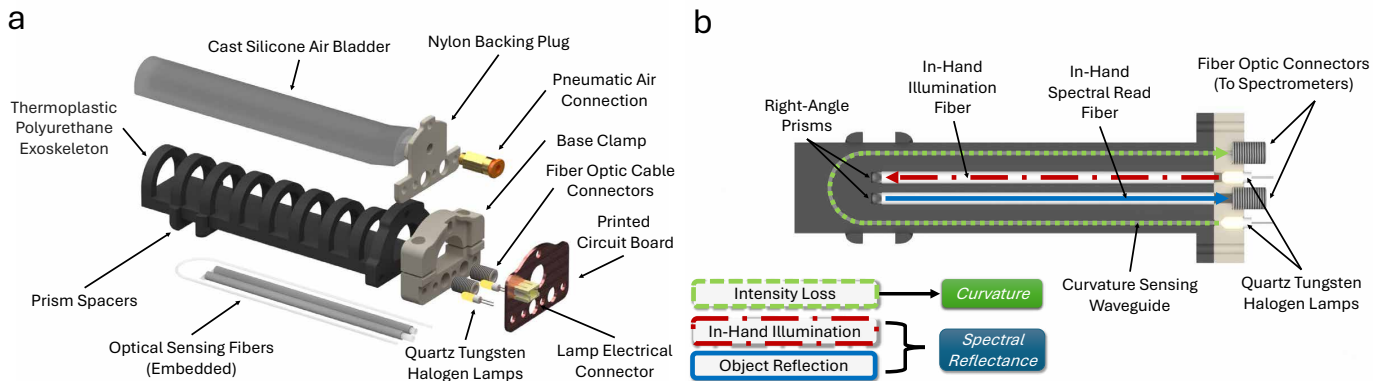 a
Cast Silicone Air Bladder
Nylon Backing Plug
Pneumatic Air
Connection
Thermoplastic
Polyurethane
Exoskeleton
Base Clamp
Fiber Optic Cable
Connectors
Printed
Circuit Board
Prism Spacers
Optical Sensing Fibers
(Embedded)
Quartz Tungsten
Halogen Lamps
Lamp Electrical
Connector
b
Right-Angle
Prisms
In-Hand
Illumination
Fiber
In-Hand
Spectral Read
Fiber
Fiber Optic Connectors
(To Spectrometers)
Curvature Sensing
Waveguide
Quartz Tungsten
Halogen Lamps
Intensity Loss
Curvature
In-Hand Illumination
Object Reflection
Spectral
Reflectance